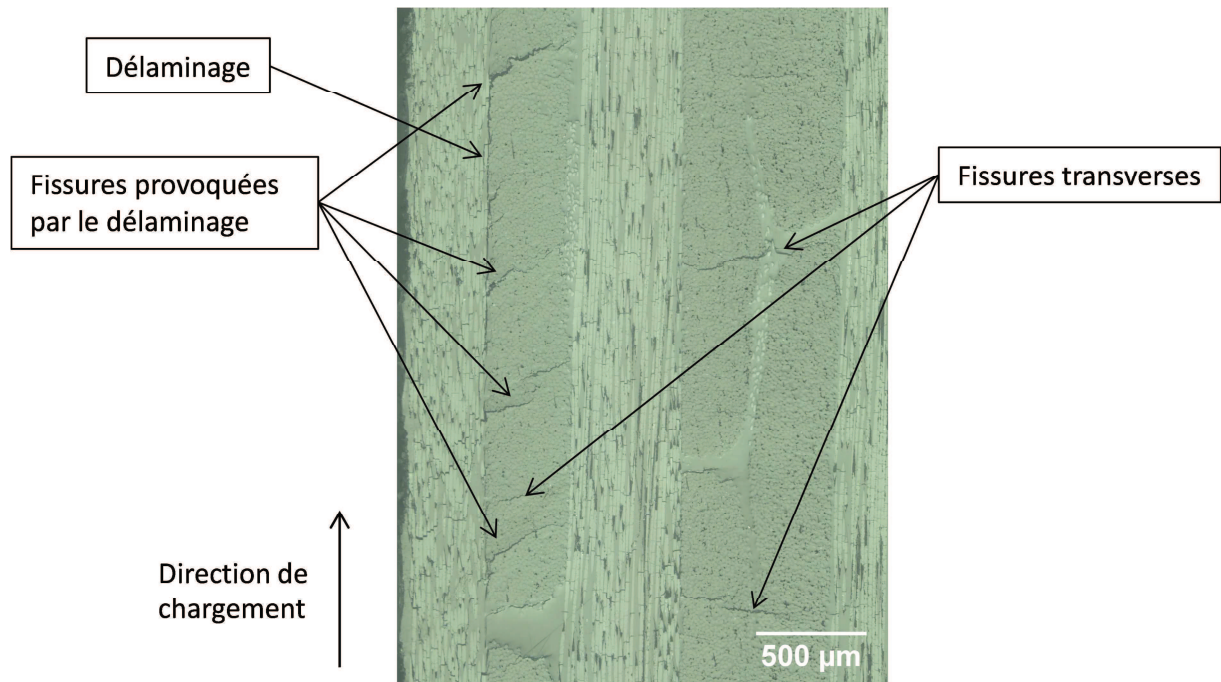 Délaminage
Fissures provoquées
par le délaminage
Fissures transverses
Direction de
chargement
500 µm